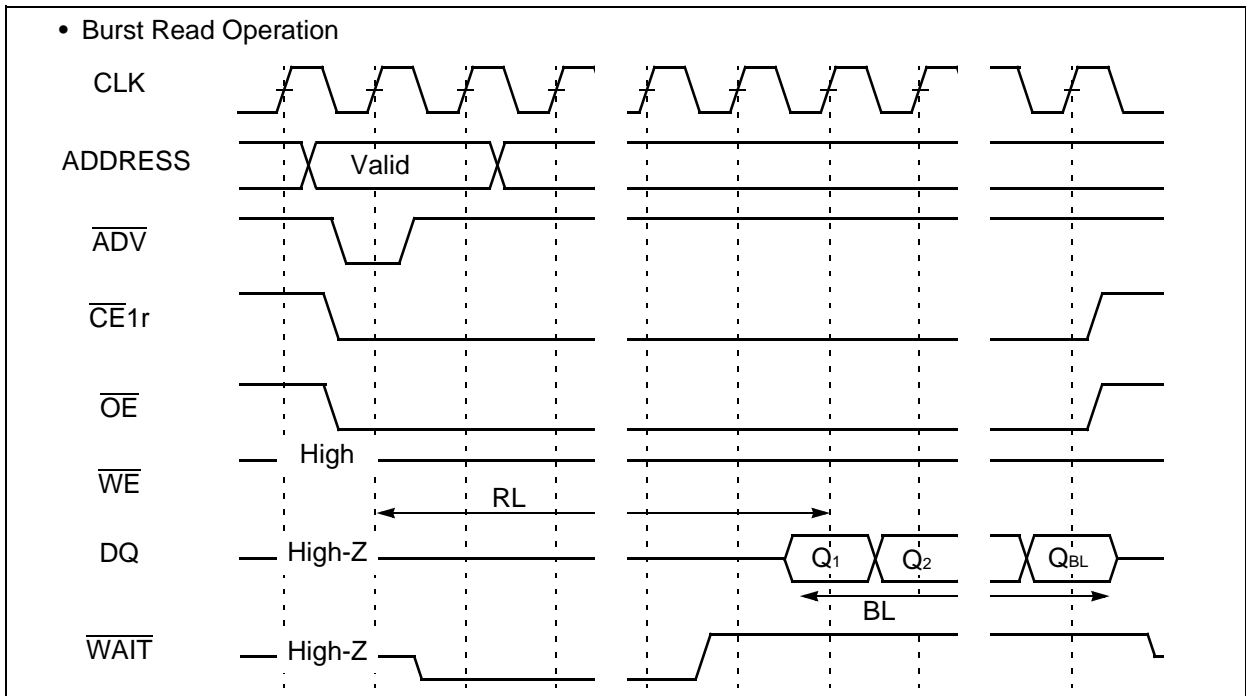 • Burst Read Operation
CLK
ADDRESS
Valid
ADV
CE1r
OE
High
WE
RL
DQ
High-Z
Q1
Q2
QBL
BL
WAIT
High-Z